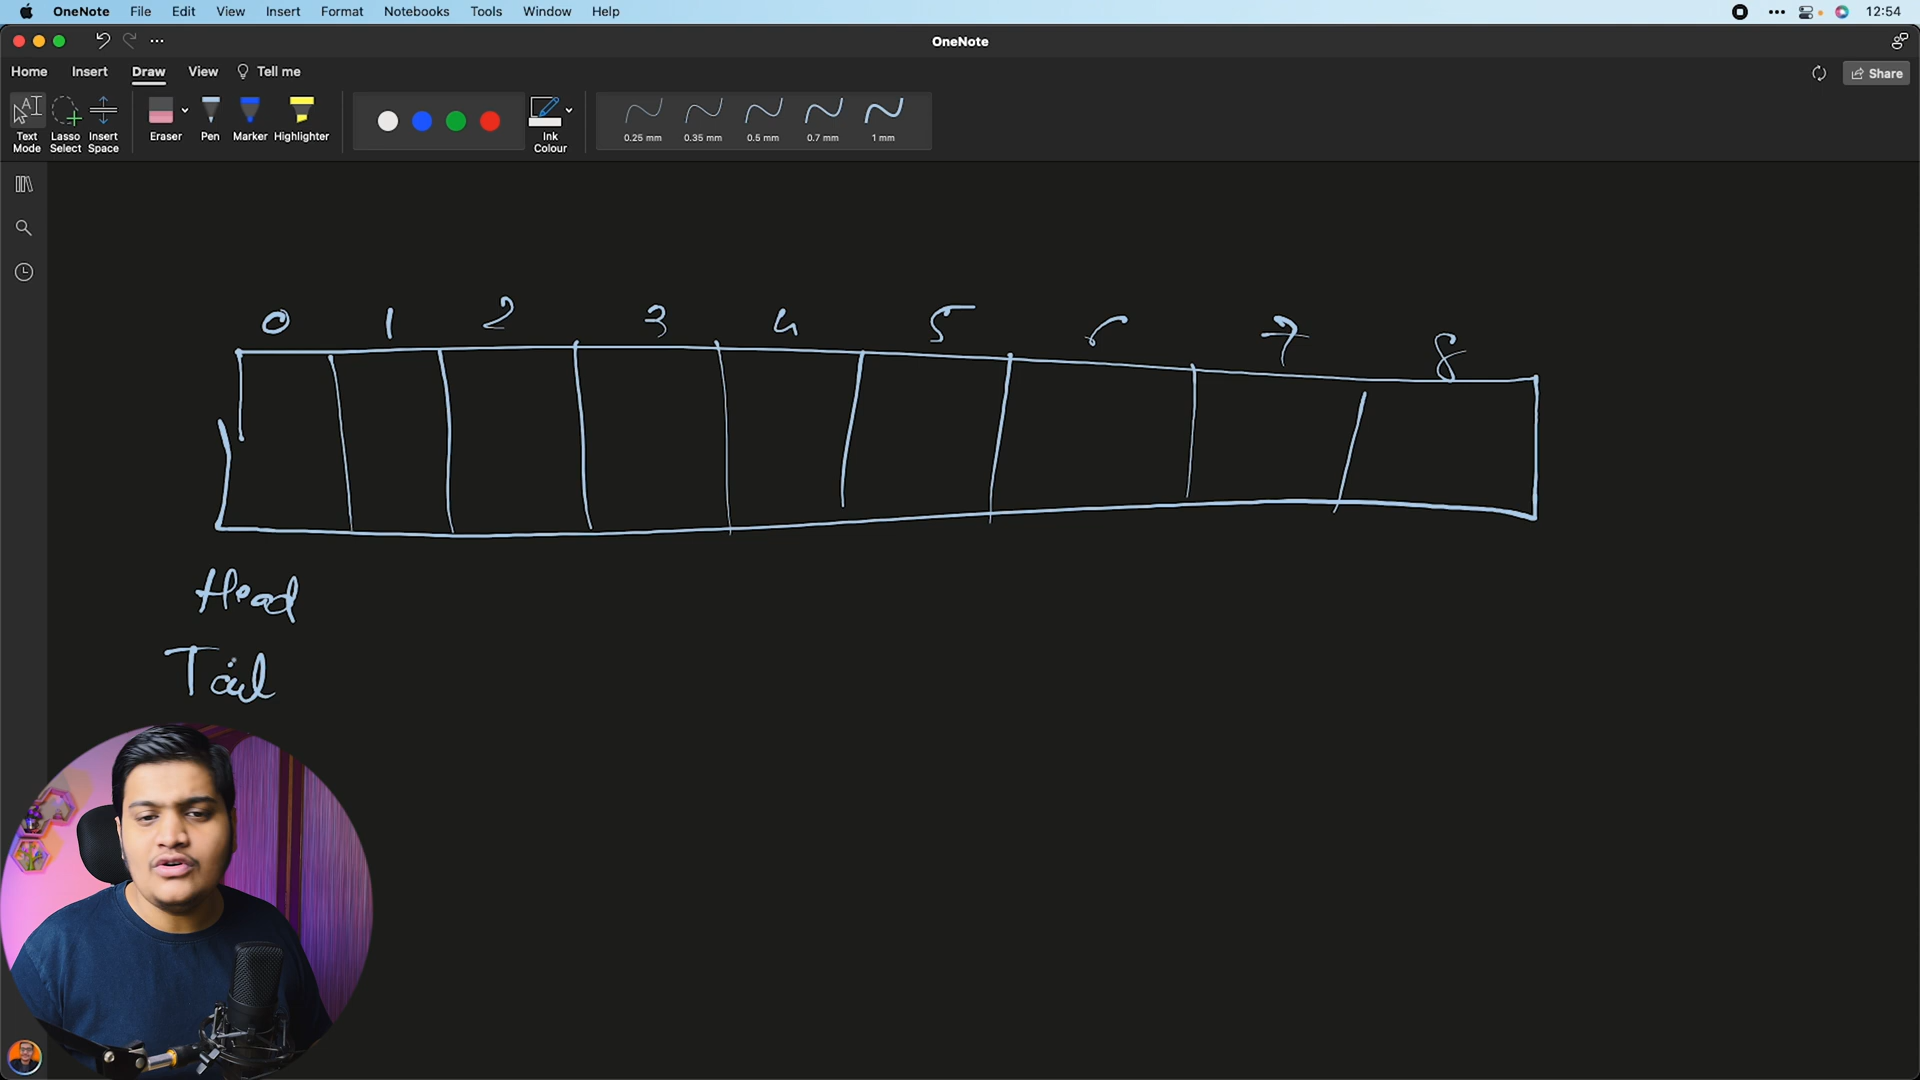 OneNote File Edit View Insert Format Notebooks Tools Window Help 12:54
OneNote
Home Insert Draw View Tell me Share
Text Mode Lasso Select Insert Space Eraser Pen Marker Highlighter Ink Colour 0.25 mm 0.35 mm 0.5 mm 0.7 mm 1 mm
0 1 2 3 4 5 6 7 8
Head
Tail